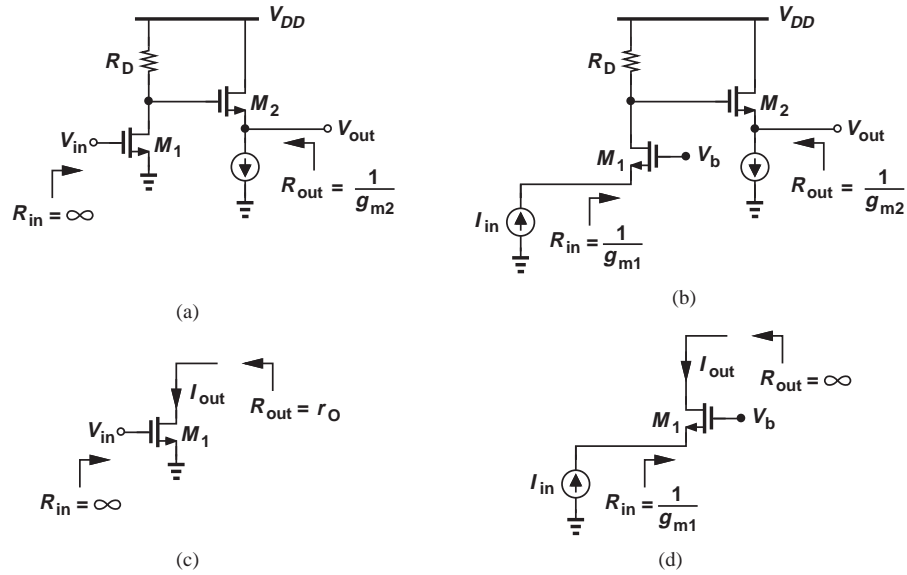 V_DD
R_D
M_2
V_in
M_1
V_out
R_in = ∞
R_out = 1/g_m2
(a)
V_DD
R_D
M_2
M_1
V_b
V_out
I_in
R_in = 1/g_m1
R_out = 1/g_m2
(b)
I_out
R_out = r_O
V_in
M_1
R_in = ∞
(c)
I_out
R_out = ∞
M_1
V_b
I_in
R_in = 1/g_m1
(d)